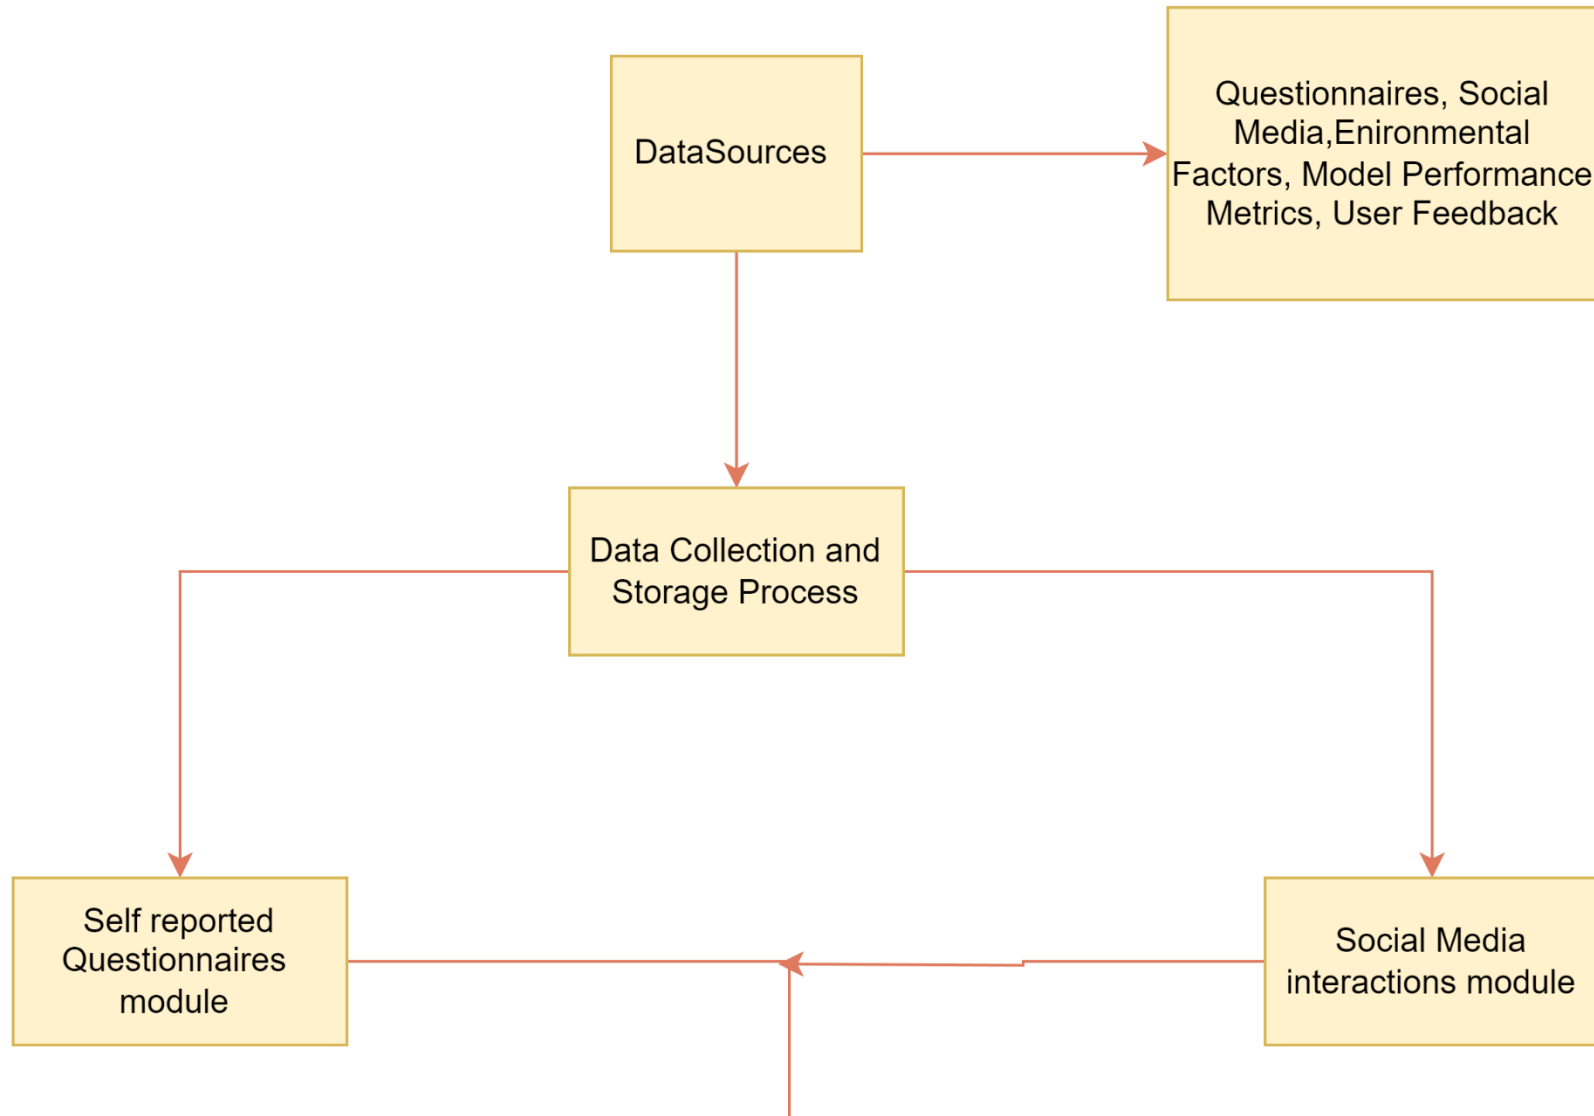 DataSources
Questionnaires, Social
Media,Enironmental
Factors, Model Performance
Metrics, User Feedback
Data Collection and
Storage Process
Self reported
Questionnaires
module
Social Media
interactions module